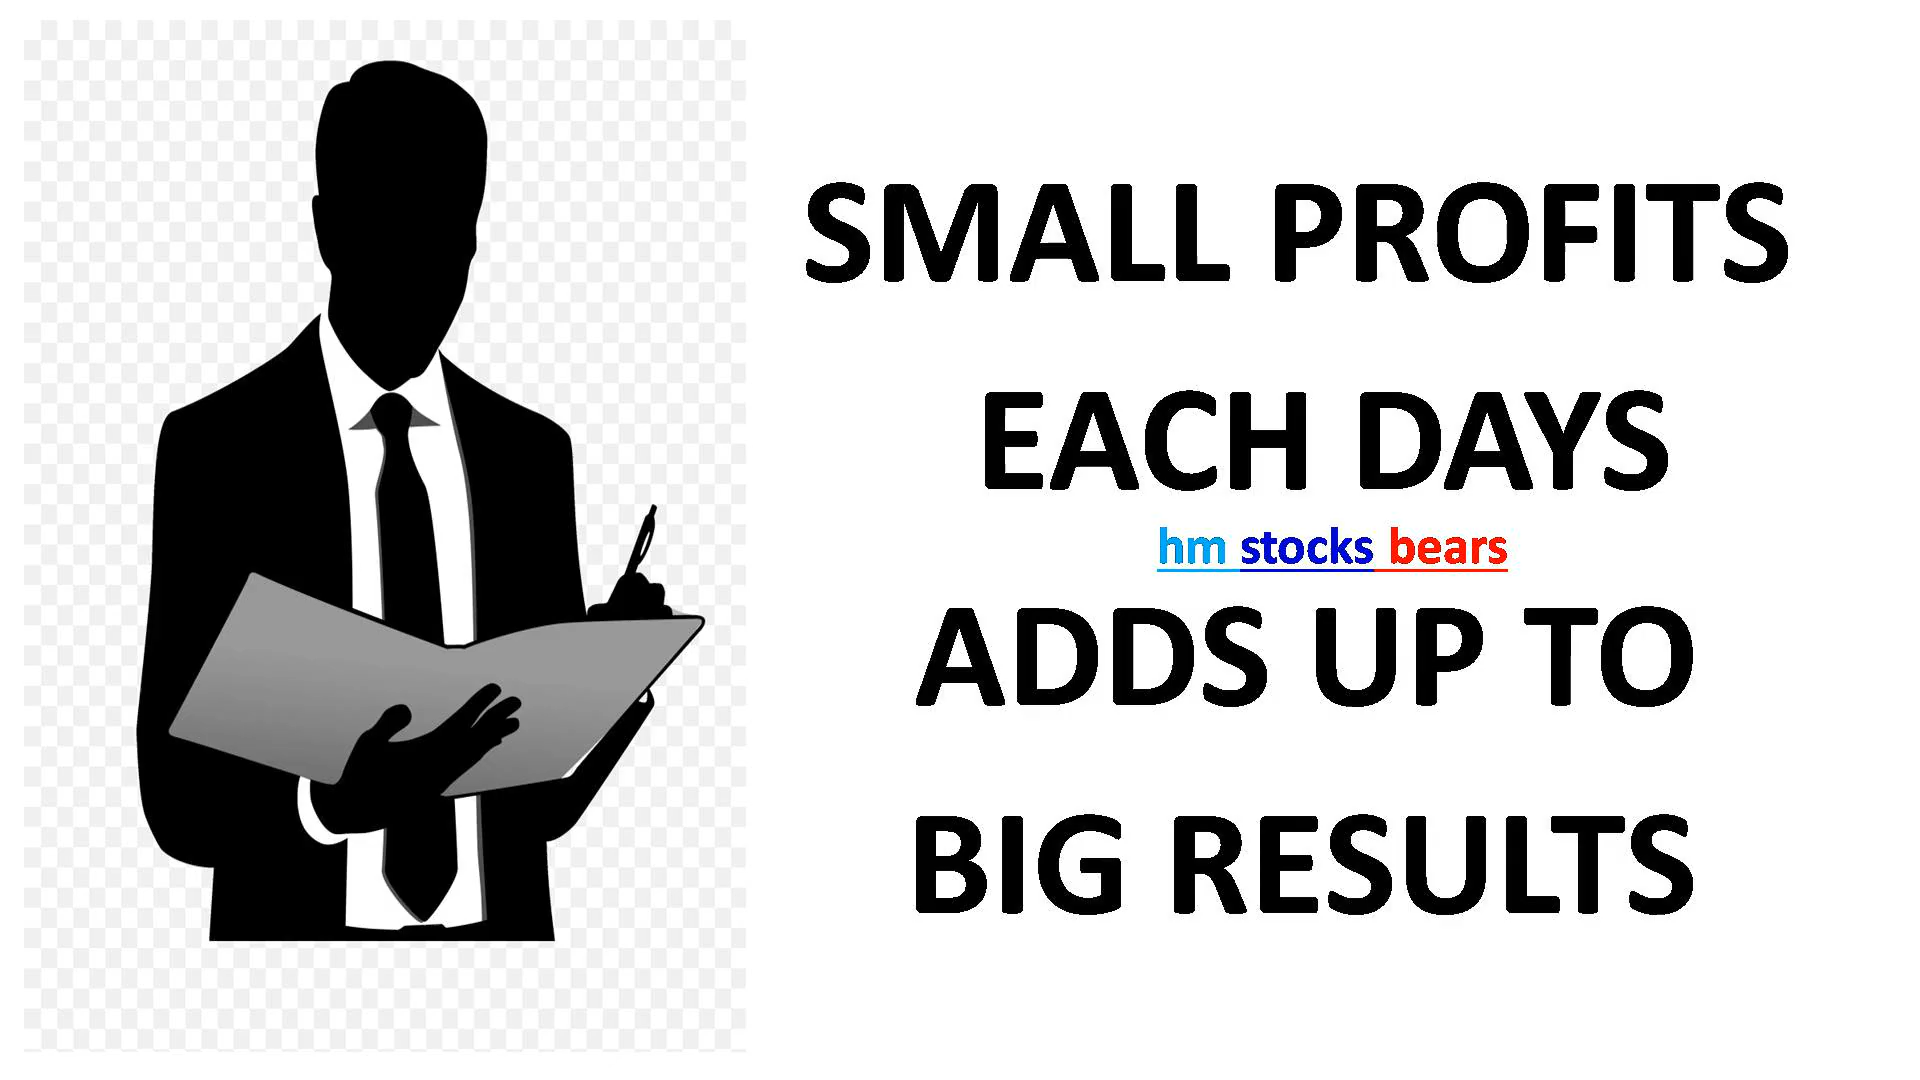 SMALL PROFITS
EACH DAYS
hm stocks bears
ADDS UP TO
BIG RESULTS